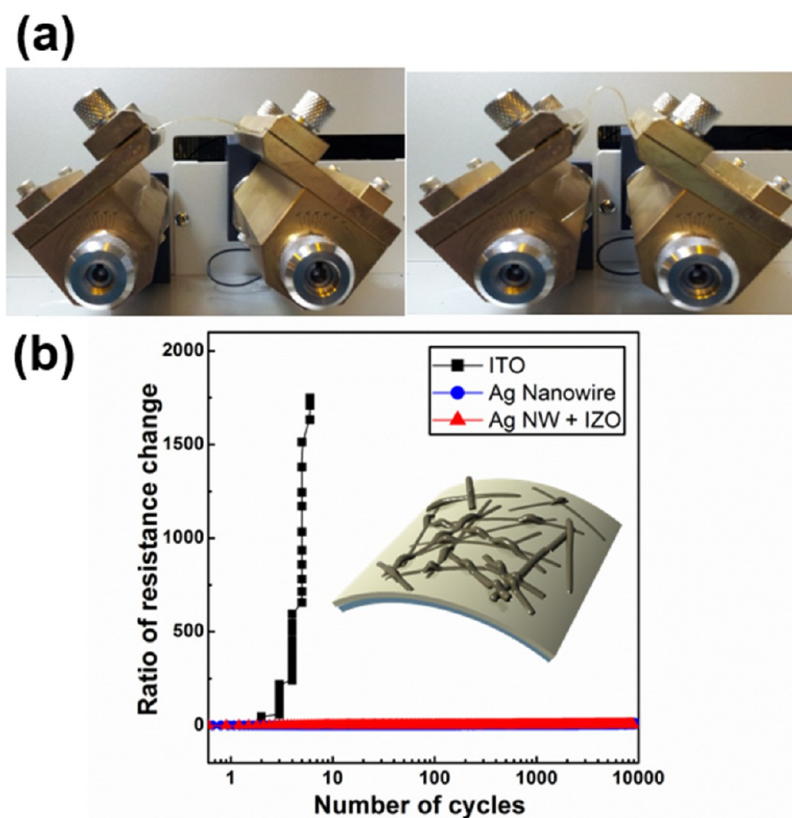 (a)
(b)
2000
1500
1000
500
0
Ratio of resistance change
ITO
Ag Nanowire
Ag NW + IZO
1 10 100 1000 10000
Number of cycles